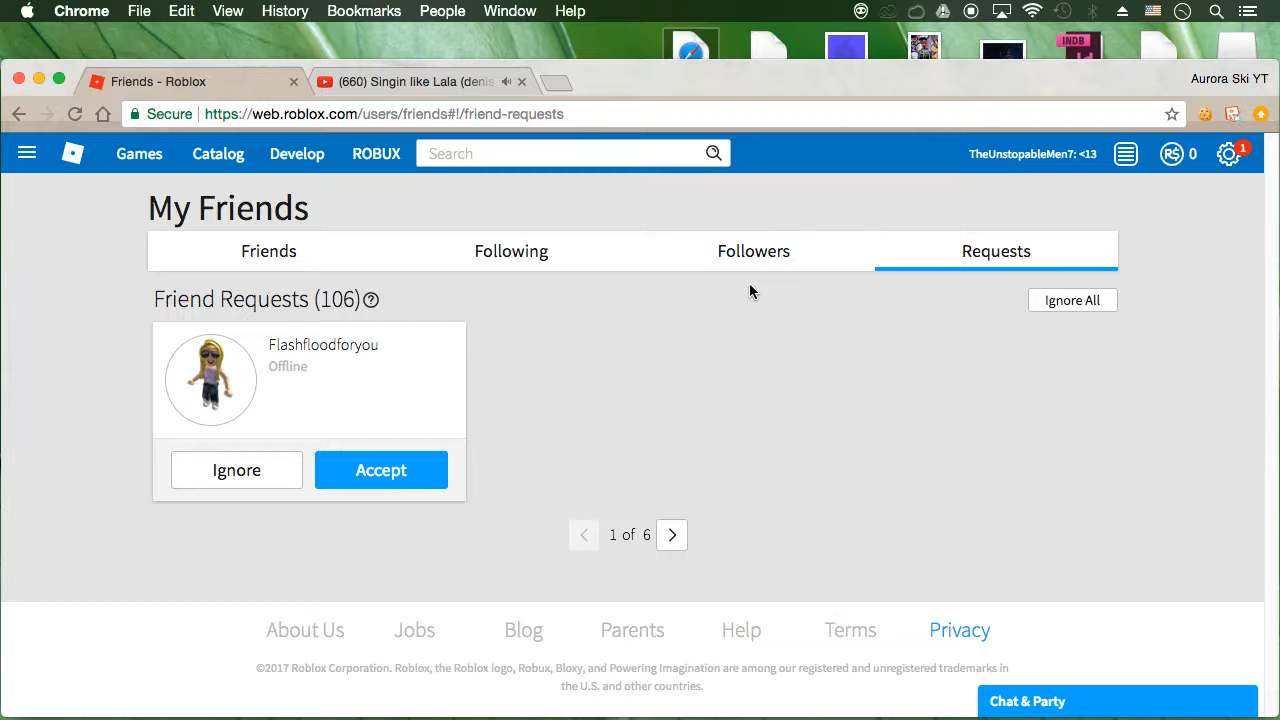 Chrome File Edit View History Bookmarks People Window Help
INDB
Friends - Roblox
(660) Singin like Lala (denis
Aurora Ski YT
Secure https://web.roblox.com/users/friends#!/friend-requests
Games Catalog Develop ROBUX Search TheUnstopableMen7: <13 R$ 0 1
My Friends
Friends Following Followers Requests
Friend Requests (106)? Ignore All
Flashfloodforyou
Offline
Ignore Accept
1 of 6
About Us Jobs Blog Parents Help Terms Privacy
©2017 Roblox Corporation. Roblox, the Roblox logo, Robux, Bloxy, and Powering Imagination are among our registered and unregistered trademarks in
the U.S. and other countries.
Chat & Party